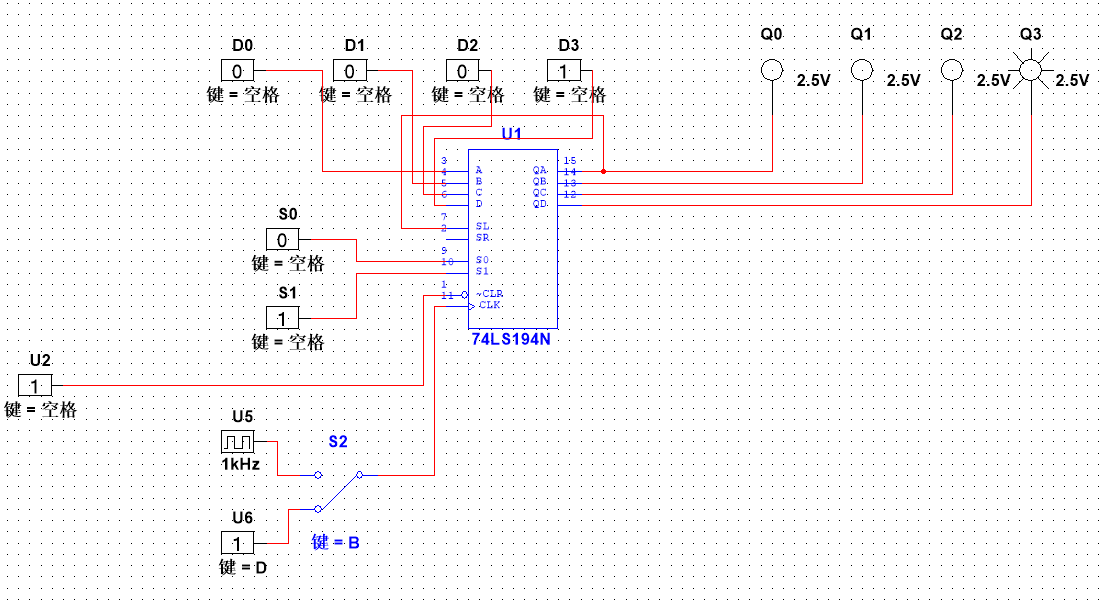 D0 D1 D2 D3 Q0 Q1 Q2 Q3
0 0 0 1 2.5V 2.5V 2.5V 2.5V
键 = 空格 键 = 空格 键 = 空格 键 = 空格
U1
3 15
4 A QA 14
5 B QB 13
6 C QC 12
D QD
7
2 SL
SR
S0
0
键 = 空格
9
10 S0
S1
S1
1
键 = 空格
1
11 ~CLR
CLK
74LS194N
U2
1
键 = 空格
U5
1kHz
S2
U6
1
键 = B
键 = D